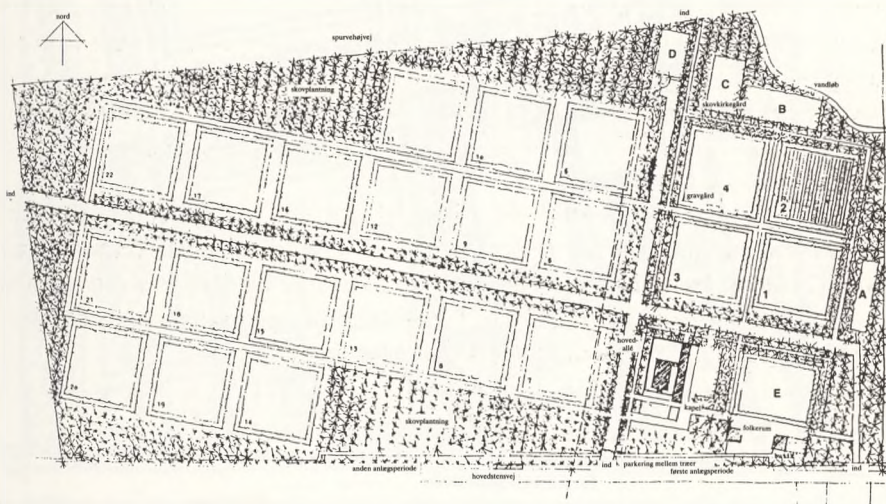 nord
ind
spurvehøjvej
D
C
skovplantning
vandløb
skovkirkegård
B
11
10
5
4
2
22
17
16
12
9
6
gravgård
ind
3
1
A
21
18
15
13
8
7
hoved-
allé
20
19
14
E
kapel
skovplantning
folkerum
anden anlægsperiode
ind
parkering mellem træer
første anlægsperiode
ind
hovedstensvej